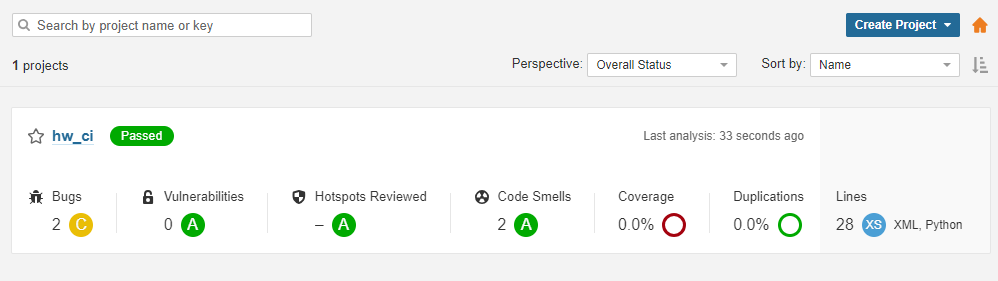 Search by project name or key
Create Project
1 projects
Perspective: Overall Status
Sort by: Name
hw_ci Passed
Last analysis: 33 seconds ago
Bugs
2 C
Vulnerabilities
0 A
Hotspots Reviewed
– A
Code Smells
2 A
Coverage
0.0%
Duplications
0.0%
Lines
28 XS XML, Python